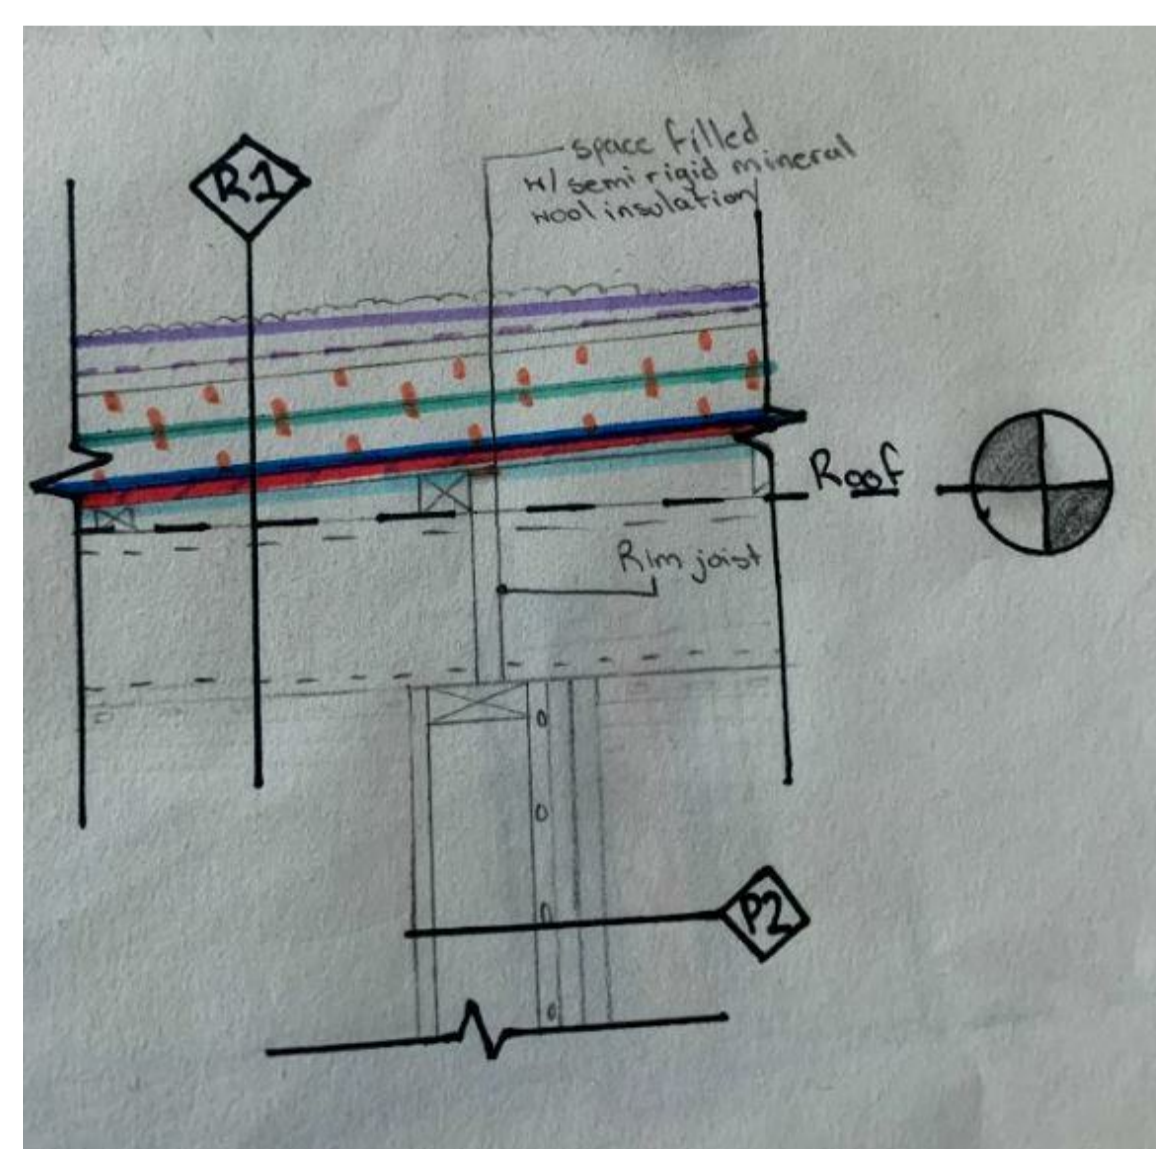 R1
space filled
w/ semi rigid mineral
wool insulation
Roof
Rim joist
P2